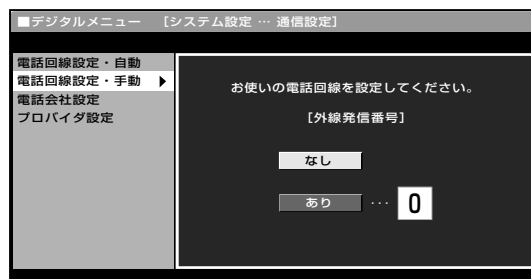 ■デジタルメニュー [システム設定 … 通信設定]
電話回線設定・自動
電話回線設定・手動
電話会社設定
プロバイダ設定
お使いの電話回線を設定してください。
[外線発信番号]
なし
あり … 0